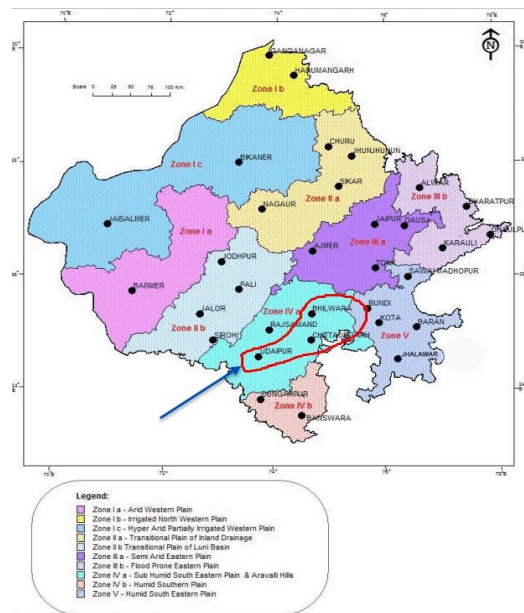 N
Scale 0 25 50 100 Km.
GANGANAGAR
HANUMANGARH
Zone I b
CHURU
JHUNJHUNUN
Zone I c
BIKANER
SIKAR
ALWAR
Zone II a
Zone III b
NAGAUR
BHARATPUR
JAISALMER
Zone I a
JAIPUR
DAUSA
DHAULPUR
Zone III a
AJMER
KARAULI
JODHPUR
TONK
SAWAI MADHOPUR
BARMER
PALI
Zone IV a
BUNDI
JALOR
BHILWARA
KOTA
BARAN
Zone II b
RAJSAMAND
Zone V
SIROHI
UDAIPUR
JHALAWAR
DUNGARPUR
Zone IV b
BANSWARA
Legend:
Zone I a - Arid Western Plain
Zone I b - Irrigated North Western Plain
Zone I c - Hyper Arid Partially Irrigated Western Plain
Zone II a - Transitional Plain of Inland Drainage
Zone II b Transitional Plain of Luni Basin
Zone III a - Semi Arid Eastern Plain
Zone III b - Flood Prone Eastern Plain
Zone IV a - Sub Humid South Eastern Plain & Aravalli Hills
Zone IV b - Humid Southern Plain
Zone V - Humid South Eastern Plain